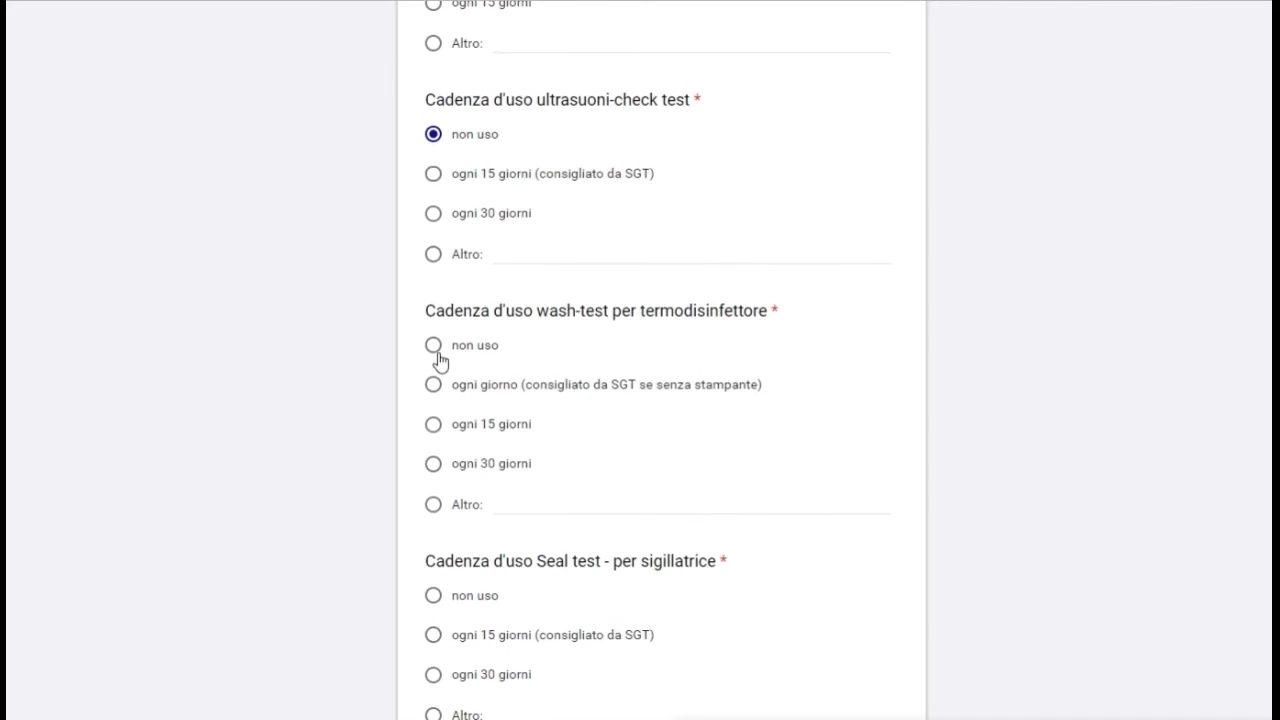 ogni 15 giorni
Altro:
Cadenza d'uso ultrasuoni-check test *
non uso
ogni 15 giorni (consigliato da SGT)
ogni 30 giorni
Altro:
Cadenza d'uso wash-test per termodisinfettore *
non uso
ogni giorno (consigliato da SGT se senza stampante)
ogni 15 giorni
ogni 30 giorni
Altro:
Cadenza d'uso Seal test - per sigillatrice *
non uso
ogni 15 giorni (consigliato da SGT)
ogni 30 giorni
Altro: